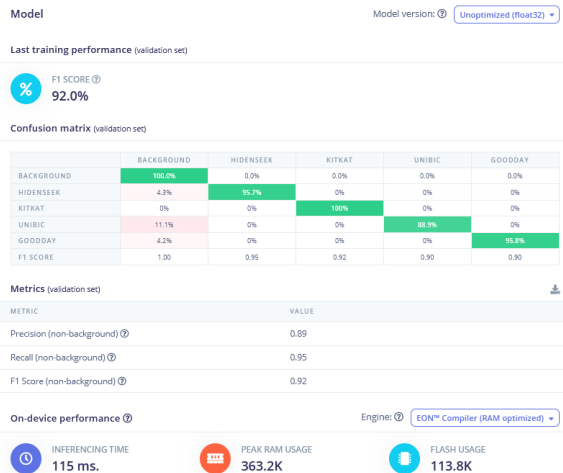 Model
Model version: Unoptimized (float32)
Last training performance (validation set)
F1 SCORE
92.0%
Confusion matrix (validation set)
BACKGROUND HIDENSEEK KITKAT UNIBIC GOODDAY
BACKGROUND 100.0% 0.0% 0.0% 0.0% 0.0%
HIDENSEEK 4.3% 95.7% 0% 0% 0%
KITKAT 0% 0% 100% 0% 0%
UNIBIC 11.1% 0% 0% 88.9% 0%
GOODDAY 4.2% 0% 0% 0% 95.8%
F1 SCORE 1.00 0.95 0.92 0.90 0.90
Metrics (validation set)
METRIC VALUE
Precision (non-background) 0.89
Recall (non-background) 0.95
F1 Score (non-background) 0.92
On-device performance
Engine: EON™ Compiler (RAM optimized)
INFERENCING TIME
115 ms.
PEAK RAM USAGE
363.2K
FLASH USAGE
113.8K